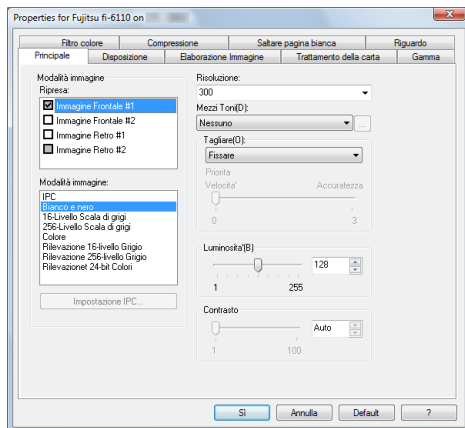 Properties for Fujitsu fi-6110 on
Filtro colore Compressione Saltare pagina bianca Riguardo
Principale Disposizione Elaborazione Immagine Trattamento della carta Gamma
Modalità immagine
Ripresa:
Immagine Frontale #1
Immagine Frontale #2
Immagine Retro #1
Immagine Retro #2
Modalità immagine:
IPC
Bianco e nero
16-Livello Scala di grigi
256-Livello Scala di grigi
Colore
Rilevazione 16-livello Grigio
Rilevazione 256-livello Grigio
Rilevazionet 24-bit Colori
Impostazione IPC...
Risoluzione:
300
Mezzi Toni(D):
Nessuno
...
Tagliare(O):
Fissare
Priorita
Velocita' Accuratezza
0 3
Luminosita'(B)
128
1 255
Contrasto
Auto
1 100
Sì Annulla Default ?